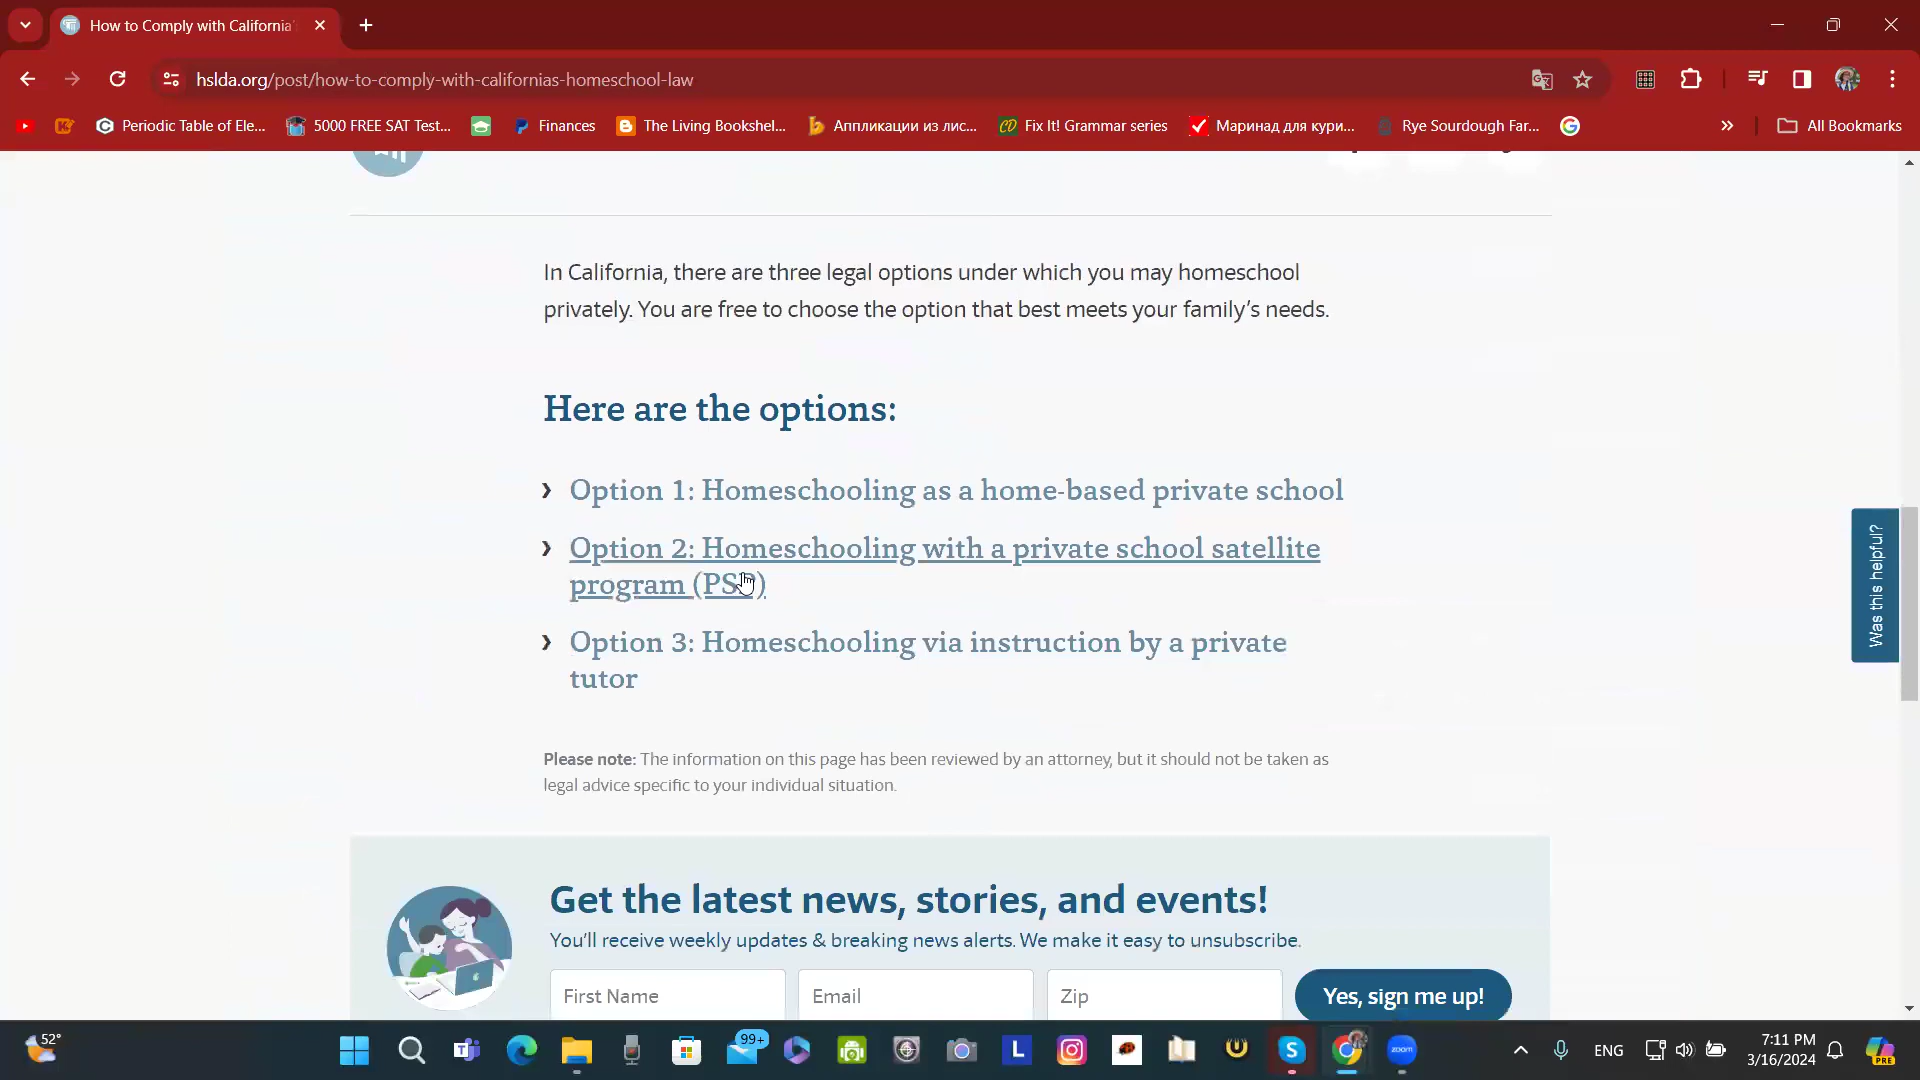 How to Comply with California'
hslda.org/post/how-to-comply-with-californias-homeschool-law
Periodic Table of Ele...
5000 FREE SAT Test...
Finances
The Living Bookshel...
Аппликации из лис...
Fix It! Grammar series
Маринад для кури...
Rye Sourdough Far...
All Bookmarks
In California, there are three legal options under which you may homeschool
privately. You are free to choose the option that best meets your family's needs.
Here are the options:
Option 1: Homeschooling as a home-based private school
Option 2: Homeschooling with a private school satellite
program (PSP)
Option 3: Homeschooling via instruction by a private
tutor
Was this helpful?
Please note: The information on this page has been reviewed by an attorney, but it should not be taken as
legal advice specific to your individual situation.
Get the latest news, stories, and events!
You'll receive weekly updates & breaking news alerts. We make it easy to unsubscribe.
First Name
Email
Zip
Yes, sign me up!
52°
99+
zoom
ENG
7:11 PM
3/16/2024
PRE